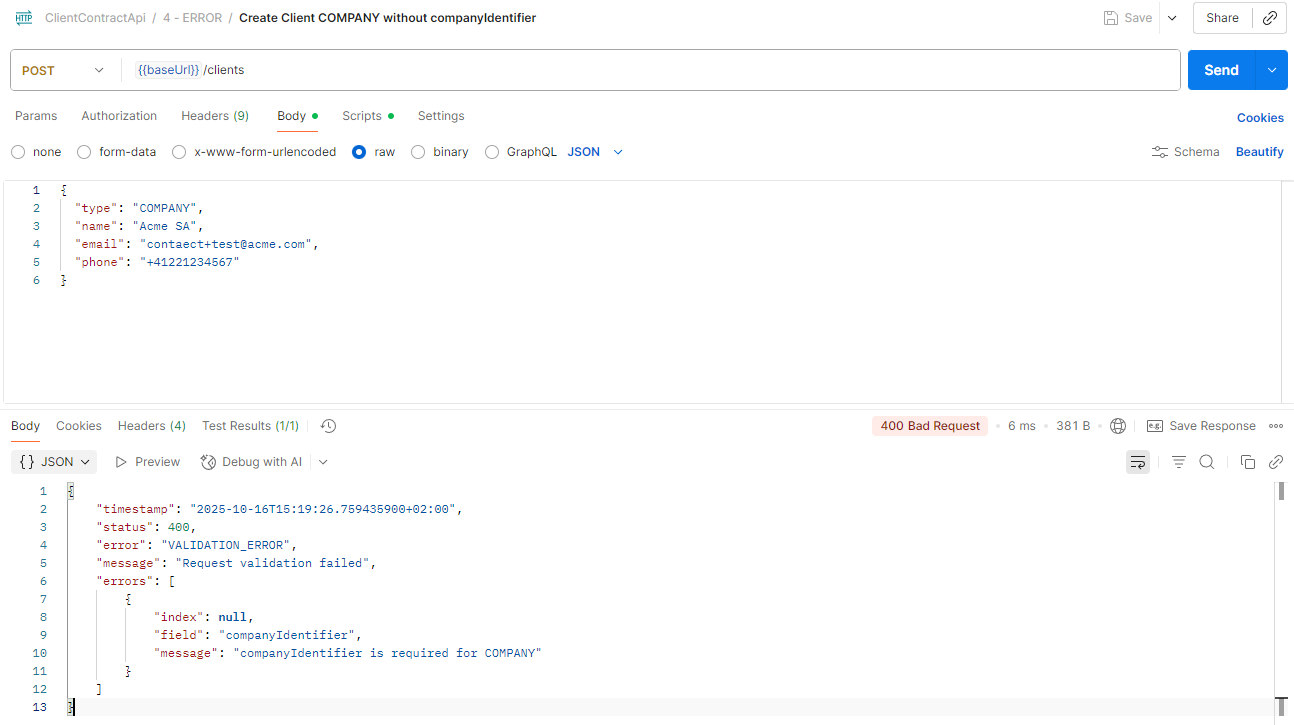 HTTP ClientContractApi / 4 - ERROR / Create Client COMPANY without companyIdentifier Save Share
POST {{baseUrl}} /clients Send
Params Authorization Headers (9) Body Scripts Settings Cookies
none form-data x-www-form-urlencoded raw binary GraphQL JSON Schema Beautify
1 {
2 "type": "COMPANY",
3 "name": "Acme SA",
4 "email": "contaect+test@acme.com",
5 "phone": "+41221234567"
6 }
Body Cookies Headers (4) Test Results (1/1) 400 Bad Request • 6 ms • 381 B • e.g. Save Response
{} JSON Preview Debug with AI
1 {
2 "timestamp": "2025-10-16T15:19:26.759435900+02:00",
3 "status": 400,
4 "error": "VALIDATION_ERROR",
5 "message": "Request validation failed",
6 "errors": [
7 {
8 "index": null,
9 "field": "companyIdentifier",
10 "message": "companyIdentifier is required for COMPANY"
11 }
12 ]
13 }